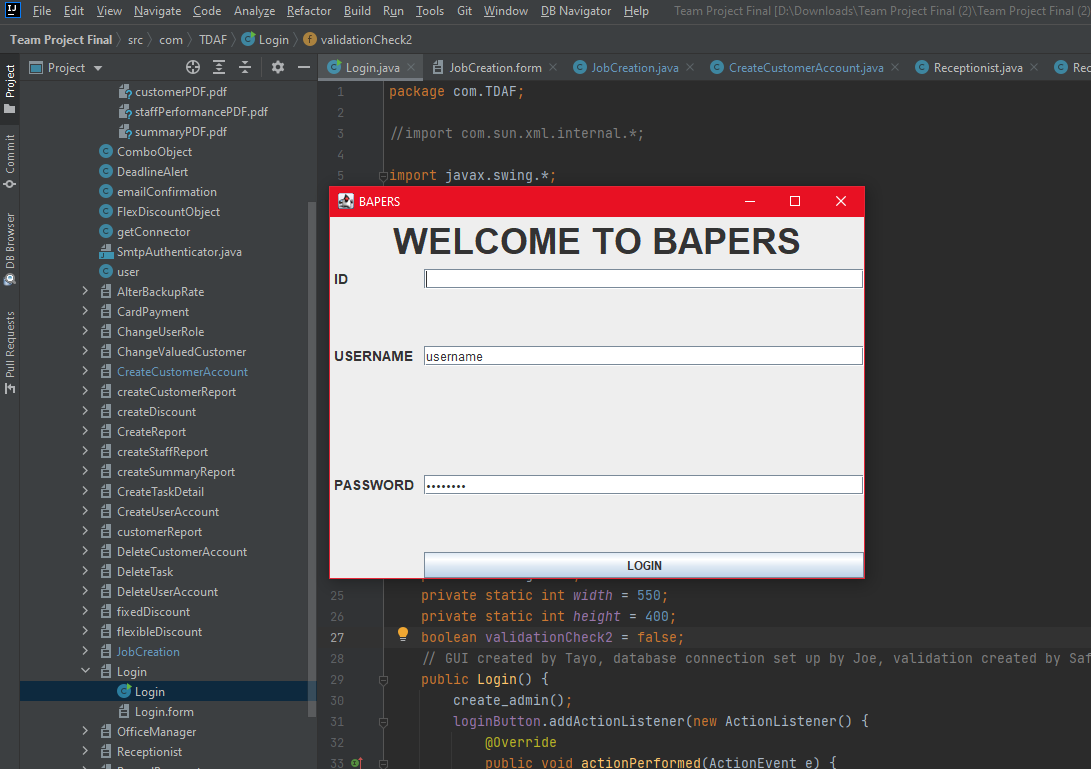 File Edit View Navigate Code Analyze Refactor Build Run Tools Git Window DB Navigator Help Team Project Final [D:\Downloads\Team Project Final (2)\Team Project Final (2)
Team Project Final src com TDAF Login validationCheck2
Project
Login.java JobCreation.form JobCreation.java CreateCustomerAccount.java Receptionist.java Rec
Project
Commit
DB Browser
Pull Requests
customerPDF.pdf
staffPerformancePDF.pdf
summaryPDF.pdf
ComboObject
DeadlineAlert
emailConfirmation
FlexDiscountObject
getConnector
SmtpAuthenticator.java
user
AlterBackupRate
CardPayment
ChangeUserRole
ChangeValuedCustomer
CreateCustomerAccount
createCustomerReport
createDiscount
CreateReport
createStaffReport
createSummaryReport
CreateTaskDetail
CreateUserAccount
customerReport
DeleteCustomerAccount
DeleteTask
DeleteUserAccount
fixedDiscount
flexibleDiscount
JobCreation
Login
Login
Login.form
OfficeManager
Receptionist
1 package com.TDAF;
2
3 //import com.sun.xml.internal.*;
4
5 import javax.swing.*;
BAPERS
WELCOME TO BAPERS
ID
USERNAME username
PASSWORD ••••••••
LOGIN
25 private static int width = 550;
26 private static int height = 400;
27 boolean validationCheck2 = false;
28 // GUI created by Tayo, database connection set up by Joe, validation created by Saf
29 public Login() {
30 create_admin();
31 loginButton.addActionListener(new ActionListener() {
32 @Override
33 public void actionPerformed(ActionEvent e) {